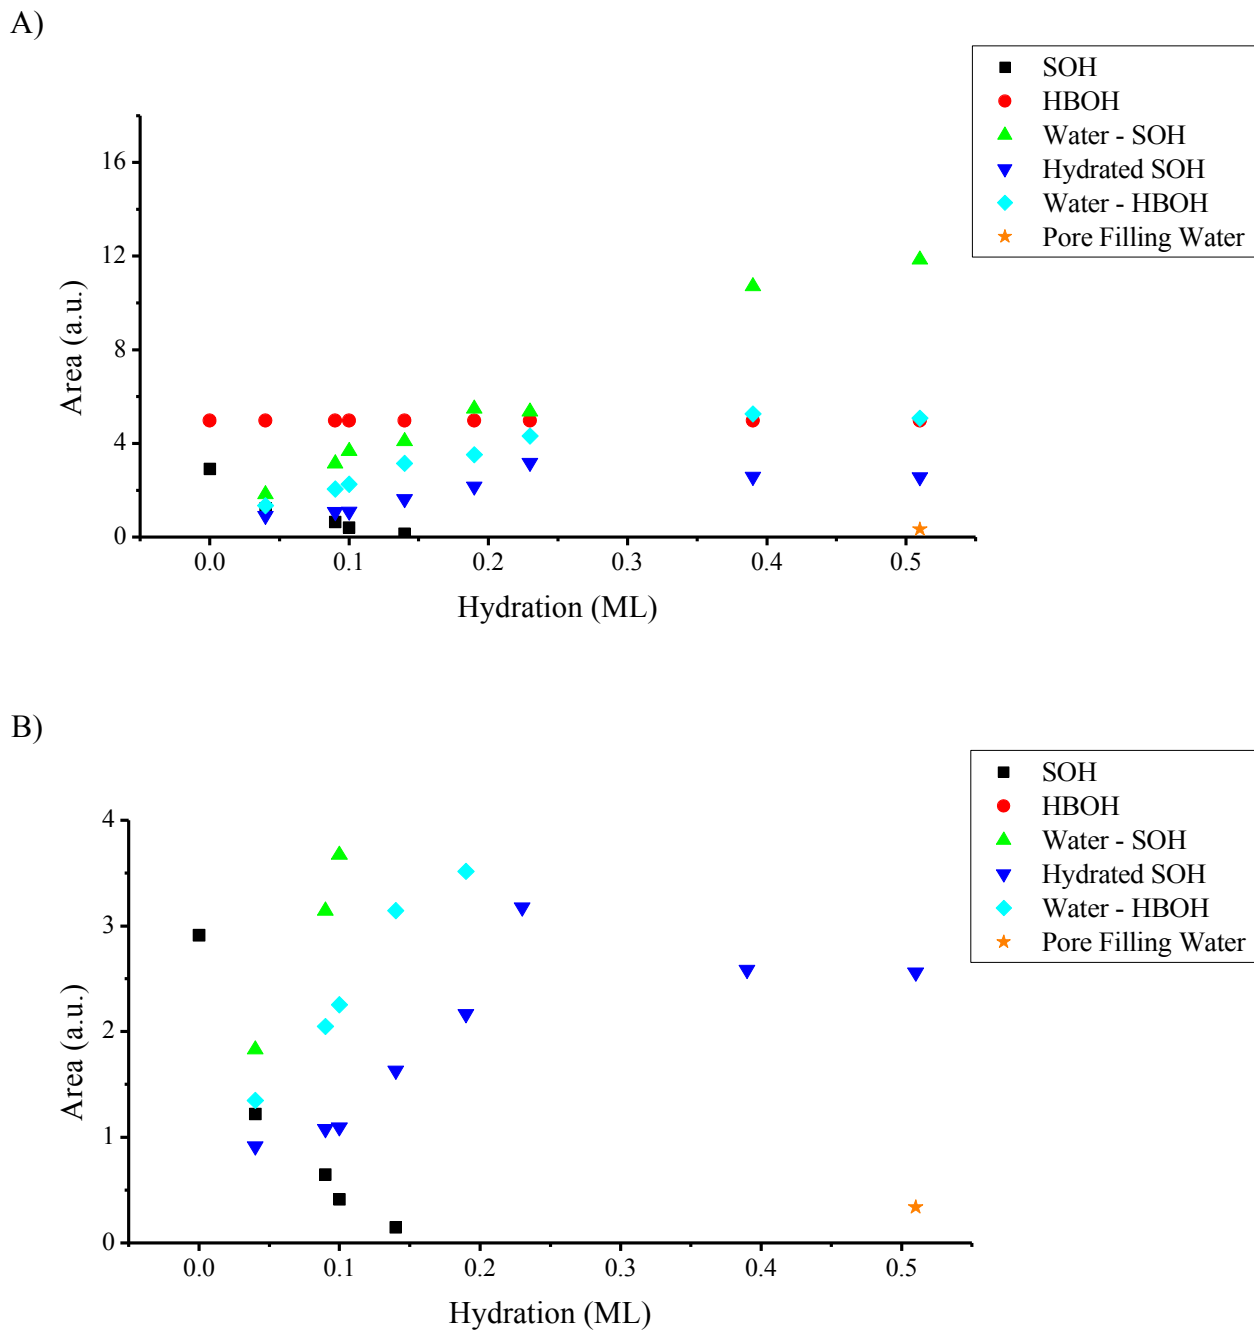 A)
SOH
HBOH
Water - SOH
Hydrated SOH
Water - HBOH
Pore Filling Water
16
12
8
4
0
Area (a.u.)
0.0 0.1 0.2 0.3 0.4 0.5
Hydration (ML)
B)
SOH
HBOH
Water - SOH
Hydrated SOH
Water - HBOH
Pore Filling Water
4
3
2
1
0
Area (a.u.)
0.0 0.1 0.2 0.3 0.4 0.5
Hydration (ML)